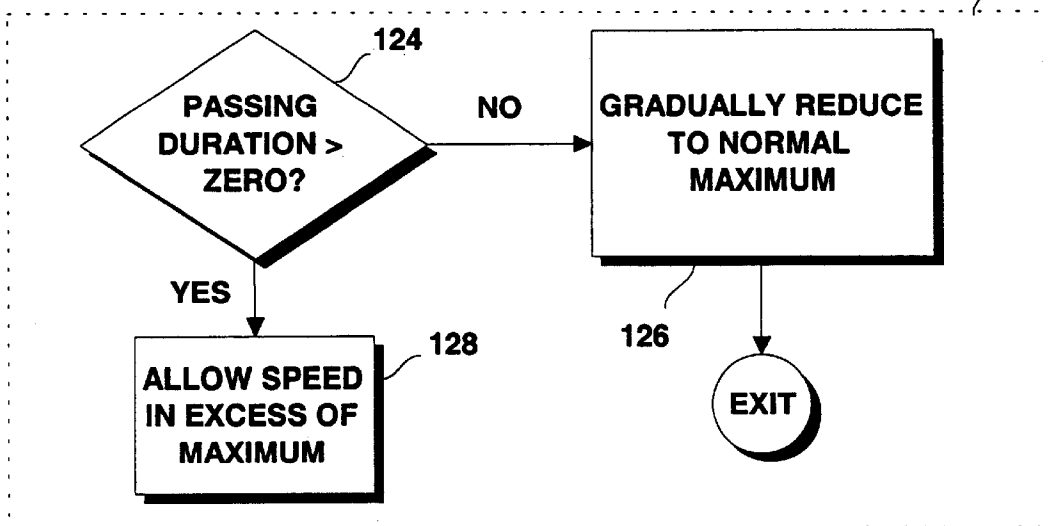 124
PASSING
DURATION >
ZERO?
NO
GRADUALLY REDUCE
TO NORMAL
MAXIMUM
YES
126
128
ALLOW SPEED
IN EXCESS OF
MAXIMUM
EXIT